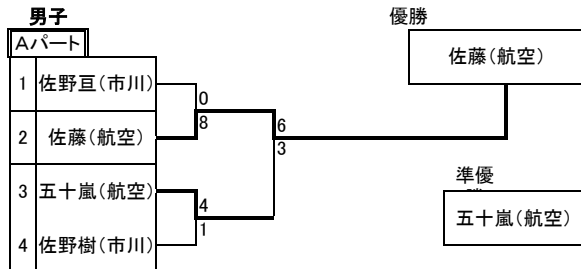 男子
優勝
Aパート
佐藤(航空)
1 佐野亘(市川)
0
8
2 佐藤(航空)
6
3
準優
3 五十嵐(航空)
4
1
五十嵐(航空)
4 佐野樹(市川)